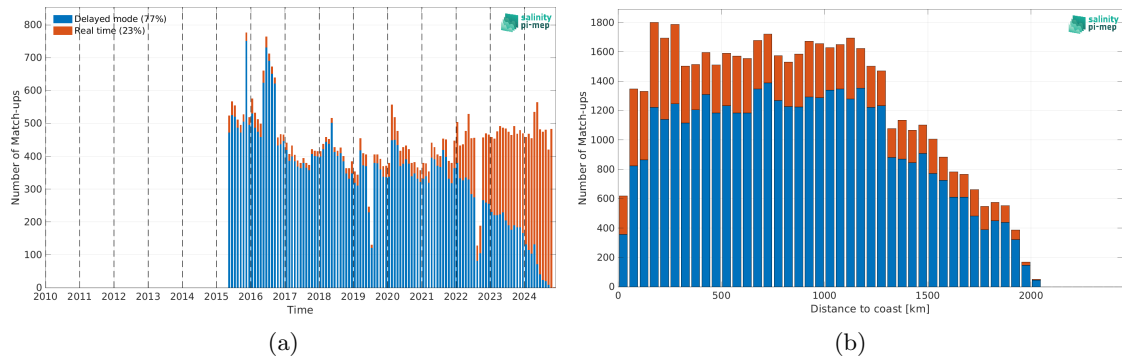 Delayed mode (77%)
Real time (23%)
salinity
pi-mep
Number of Match-ups
800
700
600
500
400
300
200
100
0
2010 2011 2012 2013 2014 2015 2016 2017 2018 2019 2020 2021 2022 2023 2024
Time
(a)
salinity
pi-mep
Number of Match-ups
1800
1600
1400
1200
1000
800
600
400
200
0
0 500 1000 1500 2000
Distance to coast [km]
(b)